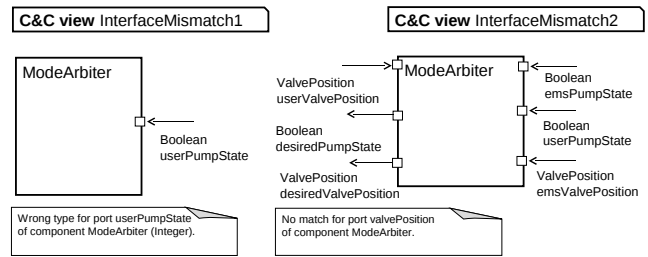 C&C view InterfaceMismatch1
ModeArbiter
Boolean
userPumpState
Wrong type for port userPumpState
of component ModeArbiter (Integer).
C&C view InterfaceMismatch2
ValvePosition
userValvePosition
Boolean
desiredPumpState
ValvePosition
desiredValvePosition
ModeArbiter
Boolean
emsPumpState
Boolean
userPumpState
ValvePosition
emsValvePosition
No match for port valvePosition
of component ModeArbiter.